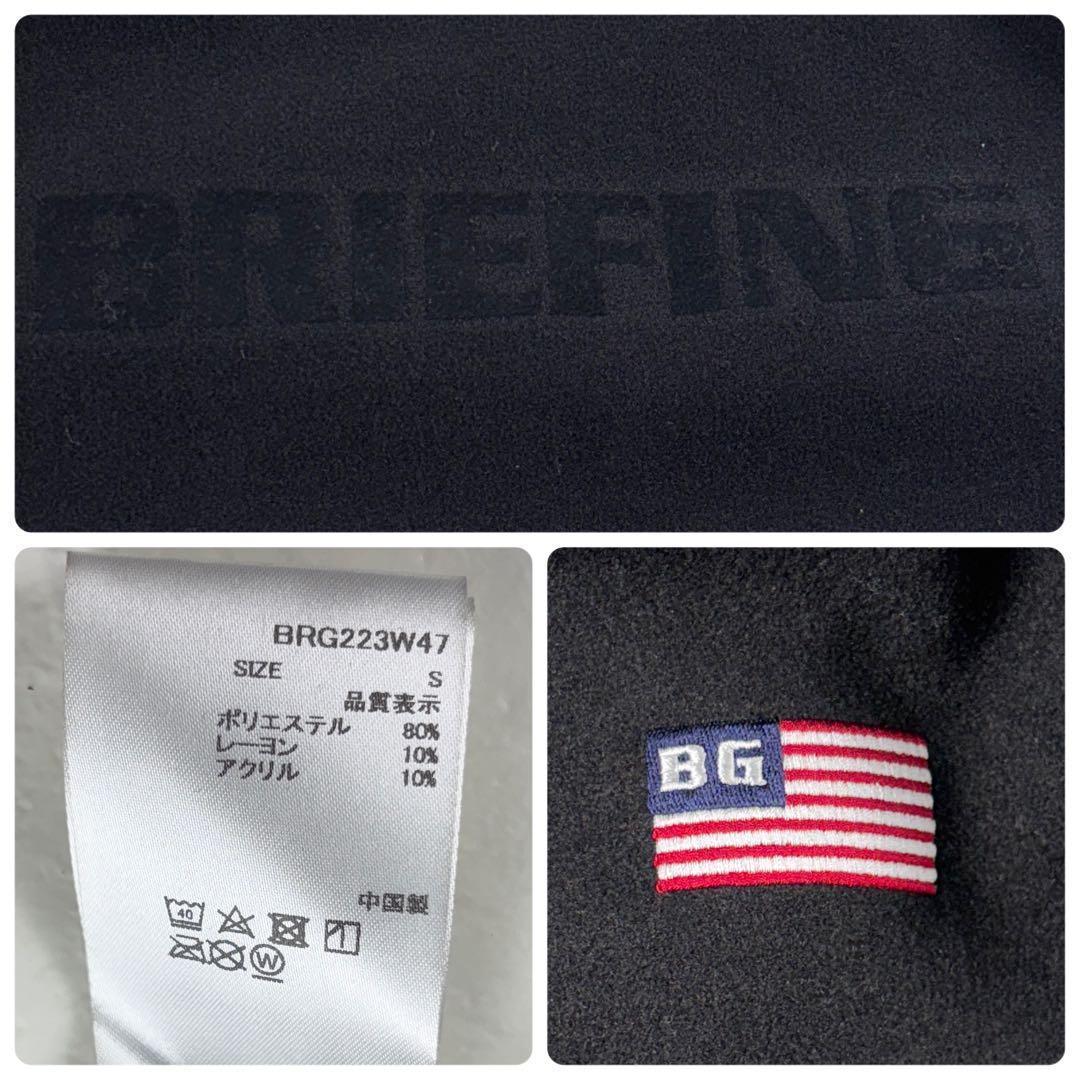 BRIEFING
BRG223W47
SIZE S
品質表示
ポリエステル 80%
レーヨン 10%
アクリル 10%
中国製
40
W
BG